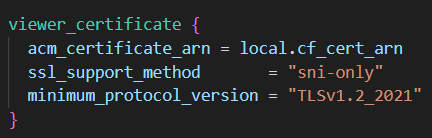 viewer_certificate {
  acm_certificate_arn = local.cf_cert_arn
  ssl_support_method       = "sni-only"
  minimum_protocol_version = "TLSv1.2_2021"
}